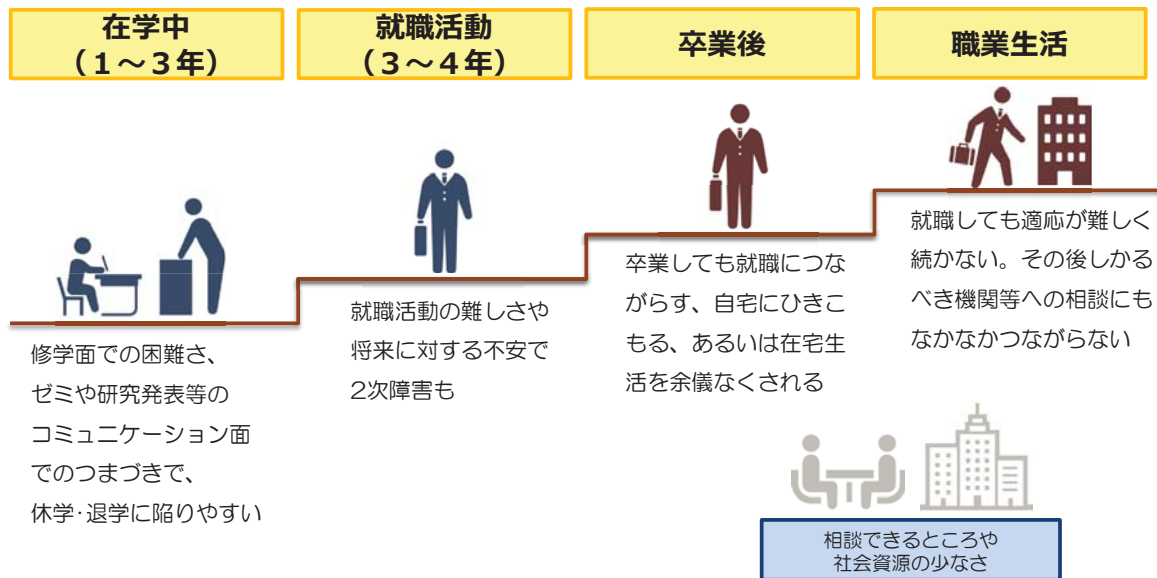 在学中
(1~3年)
就職活動
(3~4年)
卒業後
職業生活
修学面での困難さ、
ゼミや研究発表等の
コミュニケーション面
でのつまづきで、
休学・退学に陥りやすい
就職活動の難しさや
将来に対する不安で
2次障害も
卒業しても就職につな
がらす、自宅にひきこ
もる、あるいは在宅生
活を余儀なくされる
就職しても適応が難しく
続かない。その後しかる
べき機関等への相談にも
なかなかつながらない
相談できるところや
社会資源の少なさ